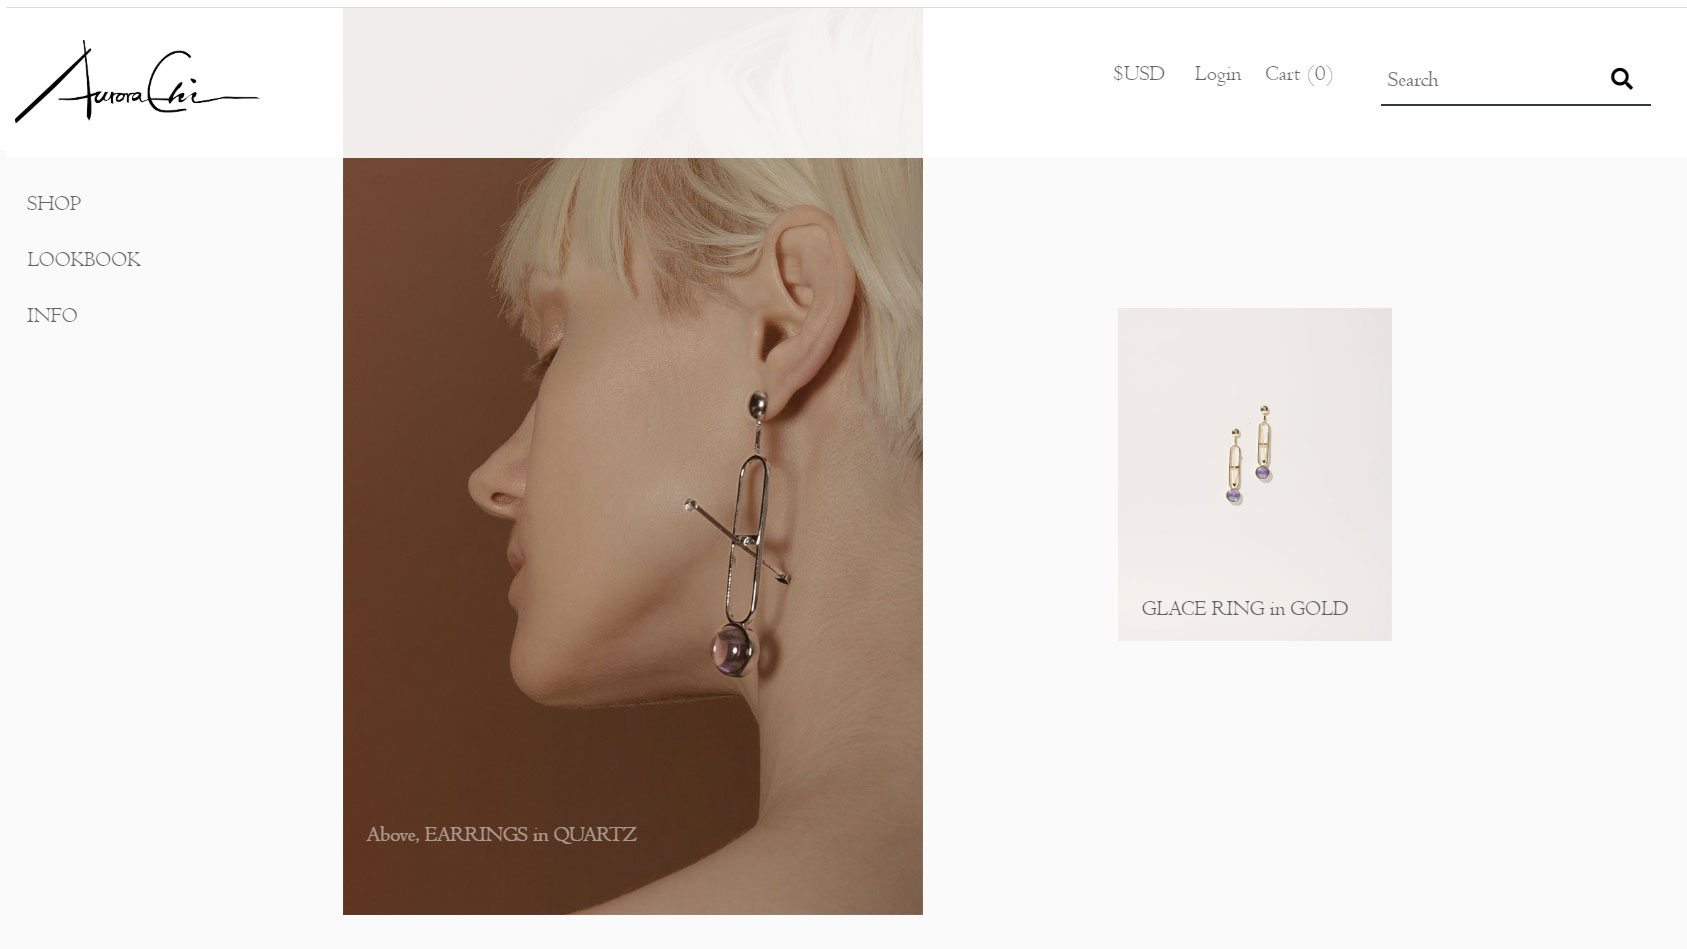 Aurora Chi
$USD Login Cart (0) Search
SHOP
LOOKBOOK
INFO
GLACE RING in GOLD
Above, EARRINGS in QUARTZ